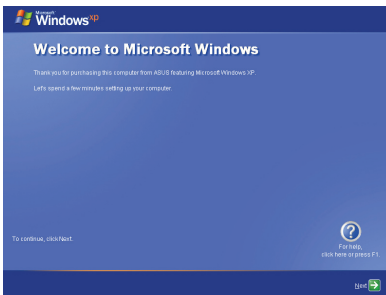 Microsoft
Windows xp
Welcome to Microsoft Windows
Thank you for purchasing this computer from ASUS featuring Microsoft Windows XP.
Let's spend a few minutes setting up your computer.
To continue, click Next.
For help,
click here or press F1.
Next